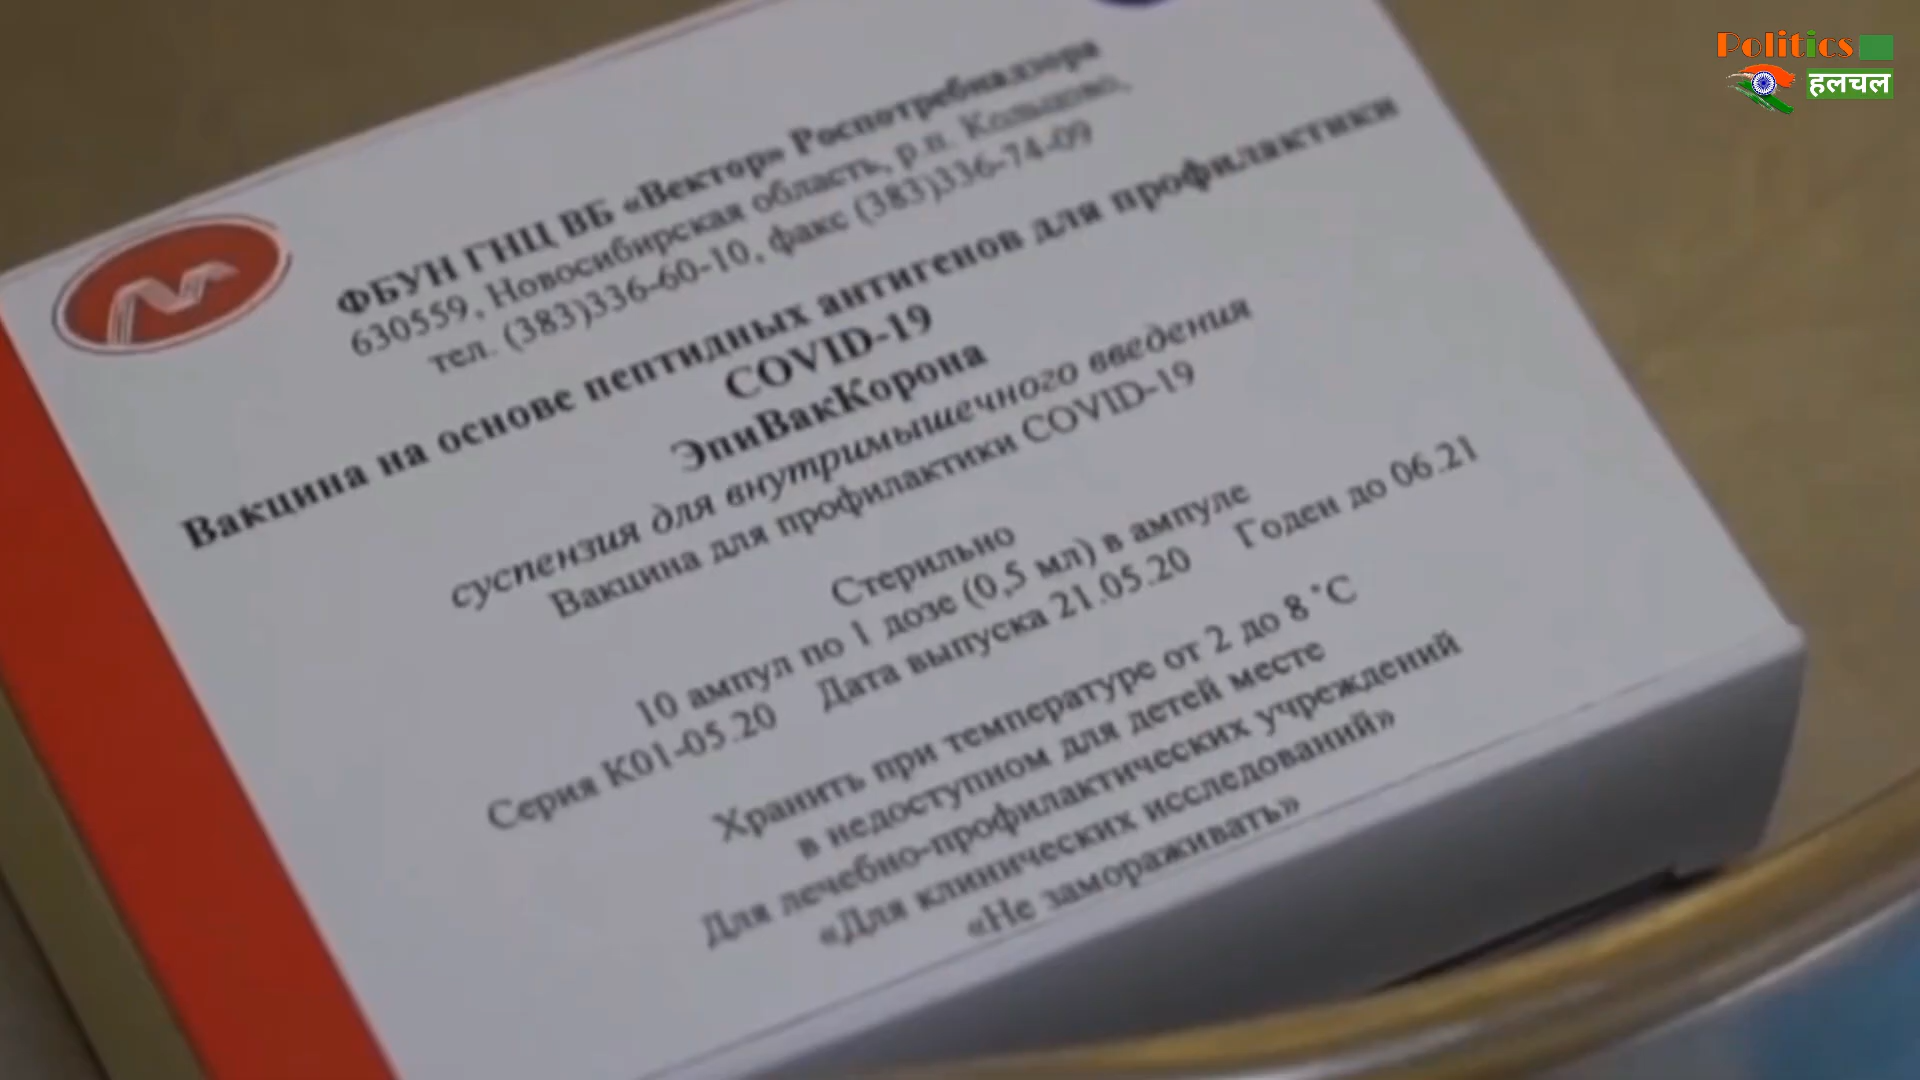 Politics
हलचल
ФБУН ГНЦ ВБ «Вектор» Роспотребнадзора
630559, Новосибирская область, р.п. Кольцово,
тел. (383)336-60-10, факс (383)336-74-09
Вакцина на основе пептидных антигенов для профилактики
COVID-19
ЭпиВакКорона
суспензия для внутримышечного введения
Вакцина для профилактики COVID-19
Стерильно
10 ампул по 1 дозе (0,5 мл) в ампуле
Серия К01-05.20 Дата выпуска 21.05.20 Годен до 06.21
Хранить при температуре от 2 до 8 °С
в недоступном для детей месте
Для лечебно-профилактических учреждений
«Для клинических исследований»
«Не замораживать»